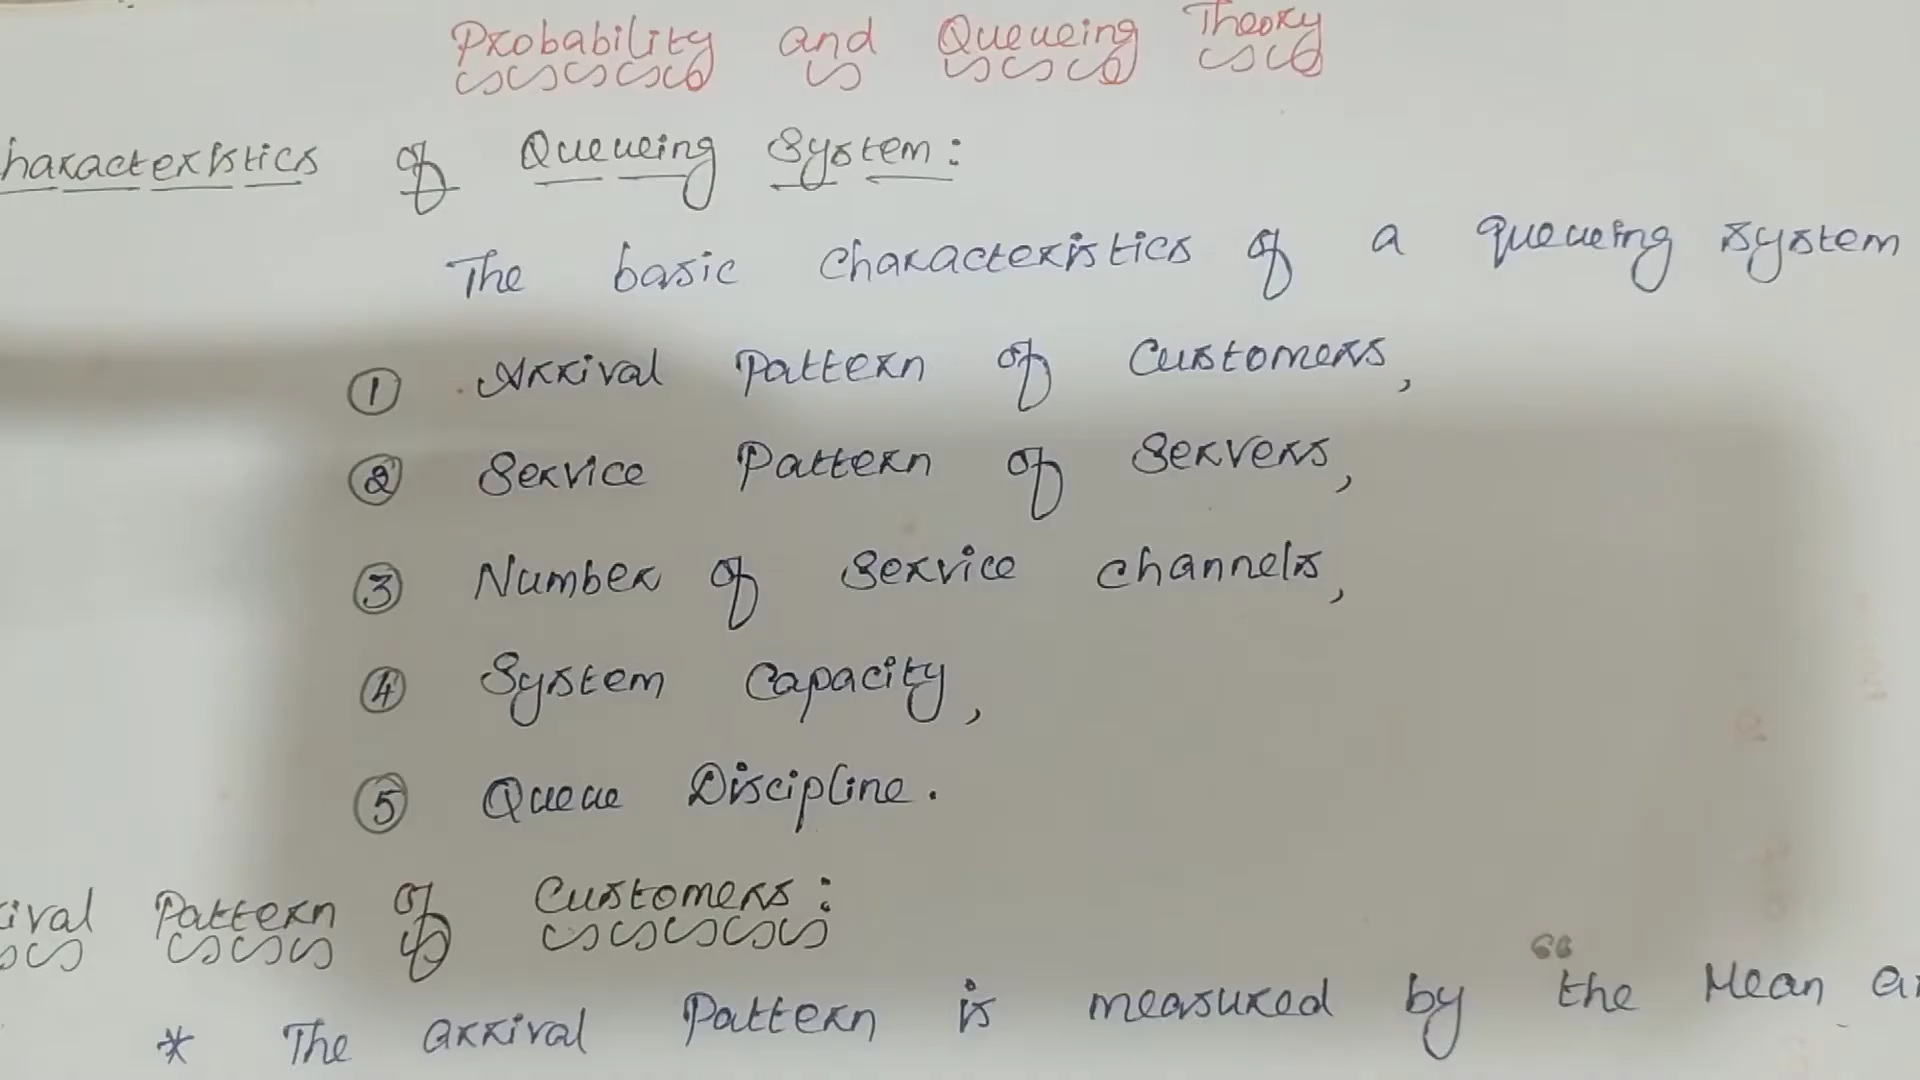 Probability and Queueing Theory
haracteristics of Queueing System:
The basic characteristics of a queueing system
① Arrival Pattern of Customers,
② Service Pattern of Servers,
③ Number of Service channels,
④ System Capacity,
⑤ Queue Discipline.
ival Pattern of Customers:
* The arrival Pattern is measured by "the Mean